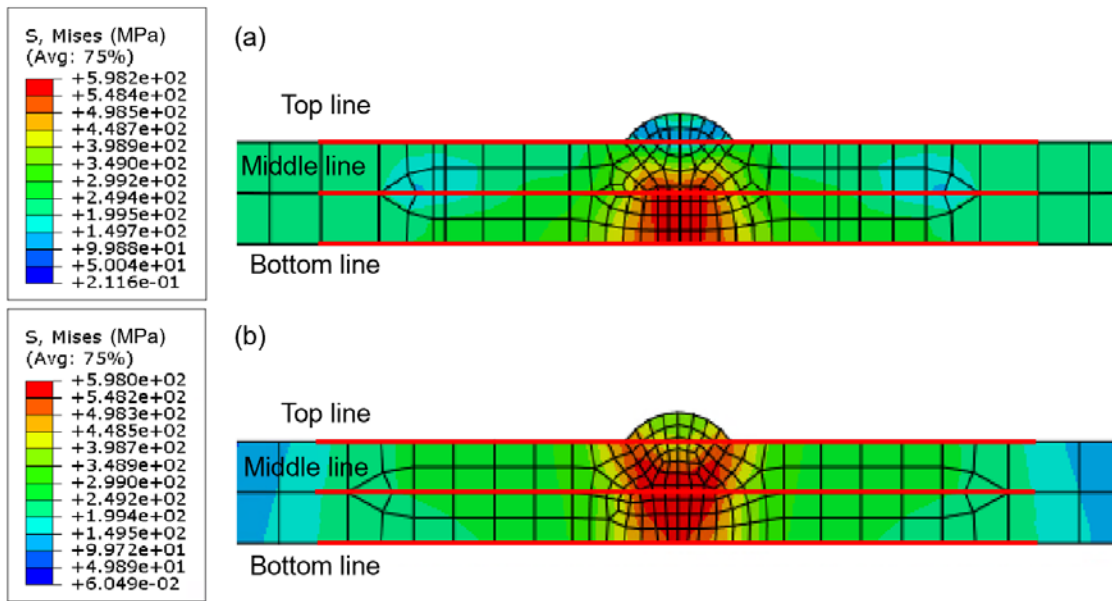 S, Mises (MPa)
(Avg: 75%)
+5.982e+02
+5.484e+02
+4.985e+02
+4.487e+02
+3.989e+02
+3.490e+02
+2.992e+02
+2.494e+02
+1.995e+02
+1.497e+02
+9.988e+01
+5.004e+01
+2.116e-01
(a)
Top line
Middle line
Bottom line
S, Mises (MPa)
(Avg: 75%)
+5.980e+02
+5.482e+02
+4.983e+02
+4.485e+02
+3.987e+02
+3.489e+02
+2.990e+02
+2.492e+02
+1.994e+02
+1.495e+02
+9.972e+01
+4.989e+01
+6.049e-02
(b)
Top line
Middle line
Bottom line